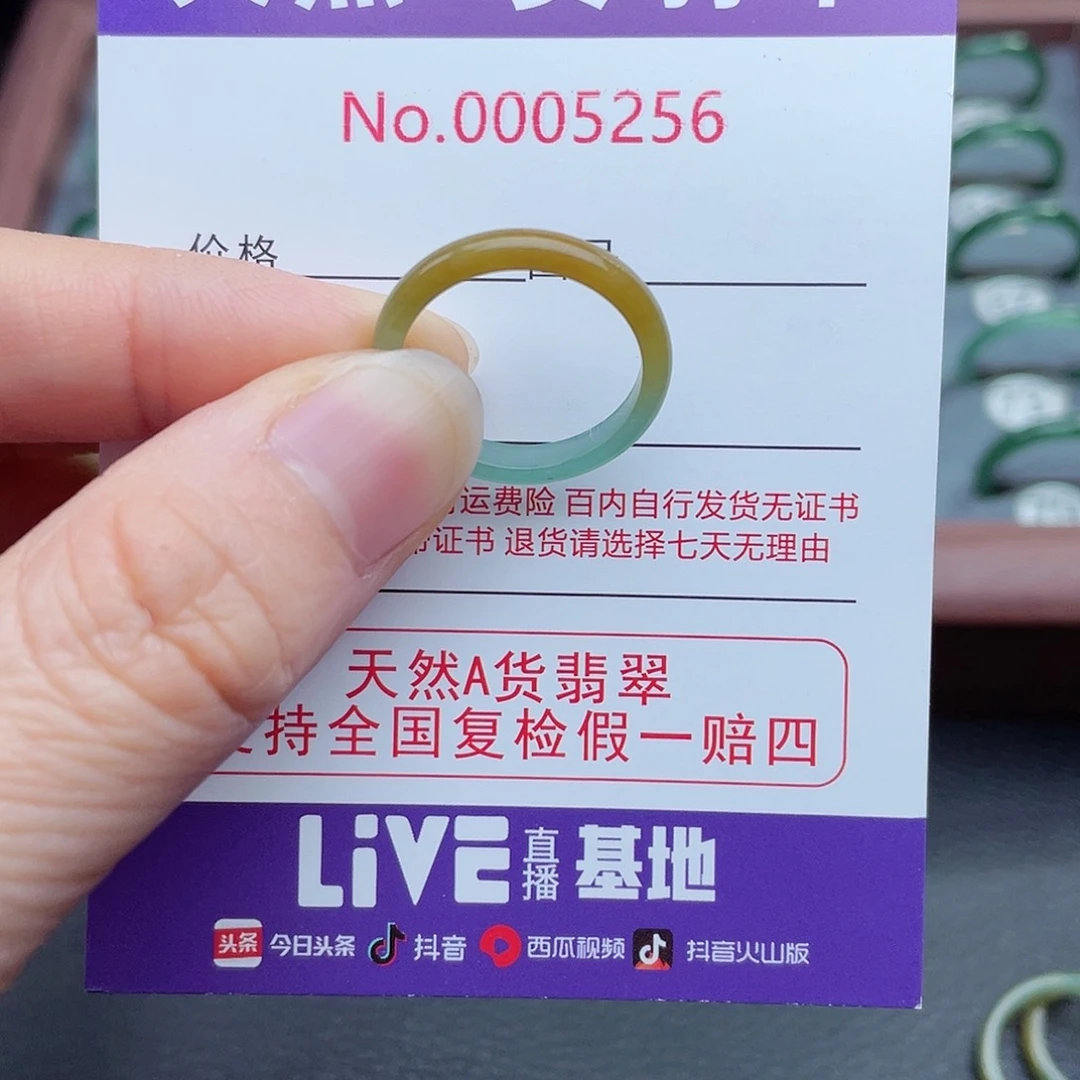 No.0005256
价格
运费险 百内自行发货无证书
带证书 退货请选择七天无理由
天然A货翡翠
支持全国复检假一赔四
LiVE 直播 基地
头条 今日头条 抖音 西瓜视频 抖音火山版